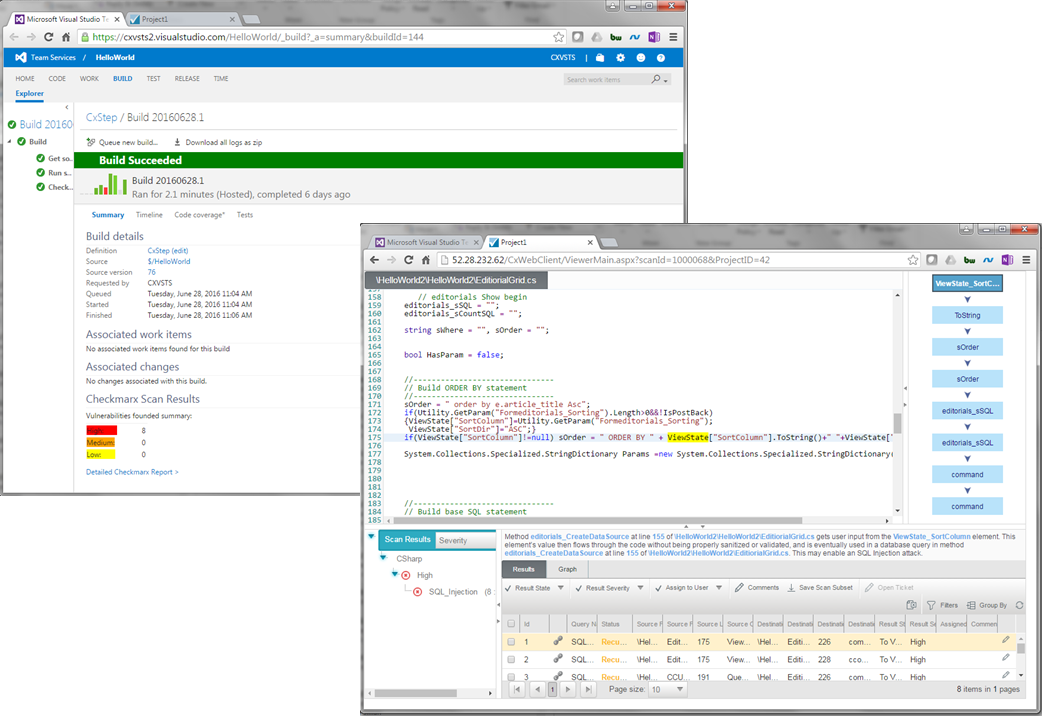 Microsoft Visual Studio Te
Project1
https://cxvsts2.visualstudio.com/HelloWorld/_build?_a=summary&buildId=144
Team Services / HelloWorld
CXVSTS
HOME CODE WORK BUILD TEST RELEASE TIME
Search work items
Explorer
Build 20160
Build
Get so..
Run s...
Check..
CxStep / Build 20160628.1
Queue new build... Download all logs as zip
Build Succeeded
Build 20160628.1
Ran for 2.1 minutes (Hosted), completed 6 days ago
Summary Timeline Code coverage* Tests
Build details
Definition CxStep (edit)
Source $/HelloWorld
Source version 76
Requested by CXVSTS
Queued Tuesday, June 28, 2016 11:04 AM
Started Tuesday, June 28, 2016 11:04 AM
Finished Tuesday, June 28, 2016 11:06 AM
Associated work items
No associated work items found for this build
Associated changes
No changes associated with this build.
Checkmarx Scan Results
Vulnerabilities founded summary:
High: 8
Medium: 0
Low: 0
Detailed Checkmarx Report >
Microsoft Visual Studio Te
Project1
52.28.232.62/CxWebClient/ViewerMain.aspx?scanId=1000068&ProjectID=42
\HelloWorld2\HelloWorld2\EditiorialGrid.cs
157
158 // editorials Show begin
159 editorials_sSQL = "";
160 editorials_sCountSQL = "";
161
162 string sWhere = "", sOrder = "";
163
164
165 bool HasParam = false;
166
167
168 //------------------------------
169 // Build ORDER BY statement
170 //------------------------------
171 sOrder = " order by e.article_title Asc";
172 if(Utility.GetParam("Formeditorials_Sorting").Length>0&&!IsPostBack)
173 {ViewState["SortColumn"]=Utility.GetParam("Formeditorials_Sorting");
174 ViewState["SortDir"]="ASC";}
175 if(ViewState["SortColumn"]!=null) sOrder = " ORDER BY " + ViewState["SortColumn"].ToString()+" "+ViewState["
176
177 System.Collections.Specialized.StringDictionary Params =new System.Collections.Specialized.StringDictionary(
178
179
180
181
182
183 //------------------------------
184 // Build base SQL statement
185
ViewState_SortC...
ToString
sOrder
sOrder
editorials_sSQL
editorials_sSQL
command
command
Scan Results Severity
CSharp
High
SQL_Injection (8 :
Method editorials_CreateDataSource at line 155 of \HelloWorld2\HelloWorld2\EditiorialGrid.cs gets user input from the ViewState_SortColumn element. This
element's value then flows through the code without being properly sanitized or validated, and is eventually used in a database query in method
editorials_CreateDataSource at line 155 of \HelloWorld2\HelloWorld2\EditiorialGrid.cs. This may enable an SQL Injection attack.
Results Graph
Result State Result Severity Assign to User Comments Save Scan Subset Open Ticket
Filters Group By
Id Query N Status Source F Source F Source L Source O Destinati Destinati Destinati Destinatio Result St Result Se Assigned Commen
1 SQL... Recu... \Hel... Edit... 175 View... \Hel... Editi... 226 com... To V... High
2 SQL... Recu... \Hel... Edit... 175 View... \Hel... Editi... 228 cco... To V... High
3 SQL... Recu... \Hel... CCU... 191 Que... \Hel... Editi... 226 com... To V... High
1 Page size: 10 8 items in 1 pages